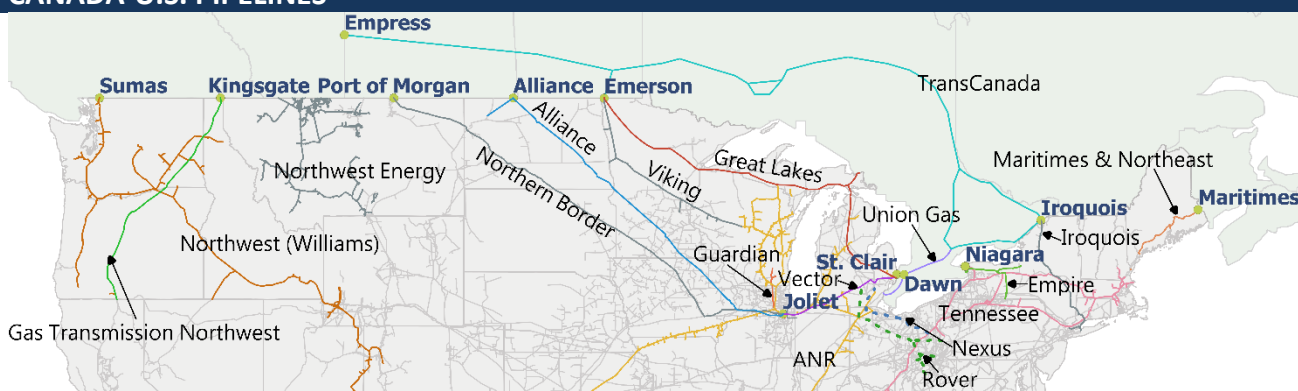 CANADA-U.S. PIPELINES
Empress
Sumas
Kingsgate
Port of Morgan
Alliance
Emerson
TransCanada
Alliance
Northwest Energy
Northern Border
Viking
Great Lakes
Maritimes & Northeast
Maritimes
Iroquois
Iroquois
Union Gas
Northwest (Williams)
Guardian
St. Clair
Niagara
Vector
Dawn
Empire
Joliet
Tennessee
Gas Transmission Northwest
Nexus
ANR
Rover